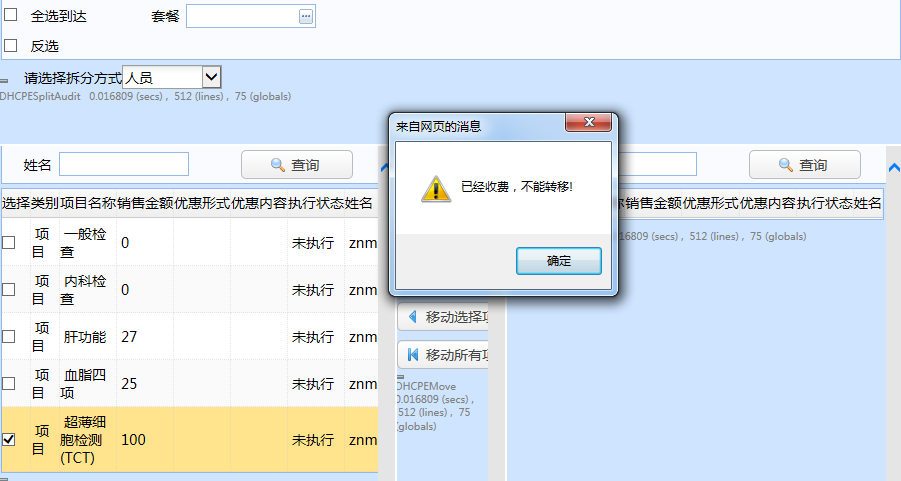 全选到达 套餐
反选
请选择拆分方式 人员
DHCPESplitAudit 0.016809 (secs) , 512 (lines) , 75 (globals)
来自网页的消息
已经收费，不能转移!
确定
姓名 查询
选择 类别 项目名称 销售金额 优惠形式 优惠内容 执行状态 姓名
项目 一般检查 0 未执行 znm
项目 内科检查 0 未执行 znm
项目 肝功能 27 未执行 znm
项目 血脂四项 25 未执行 znm
项目 超薄细胞检测(TCT) 100 未执行 znm
移动选择
移动所有
DHCPEMove
0.016809 (secs) ,
512 (lines) , 75
(globals)
查询
销售金额 优惠形式 优惠内容 执行状态 姓名
16809 (secs) , 512 (lines) , 75 (globals)